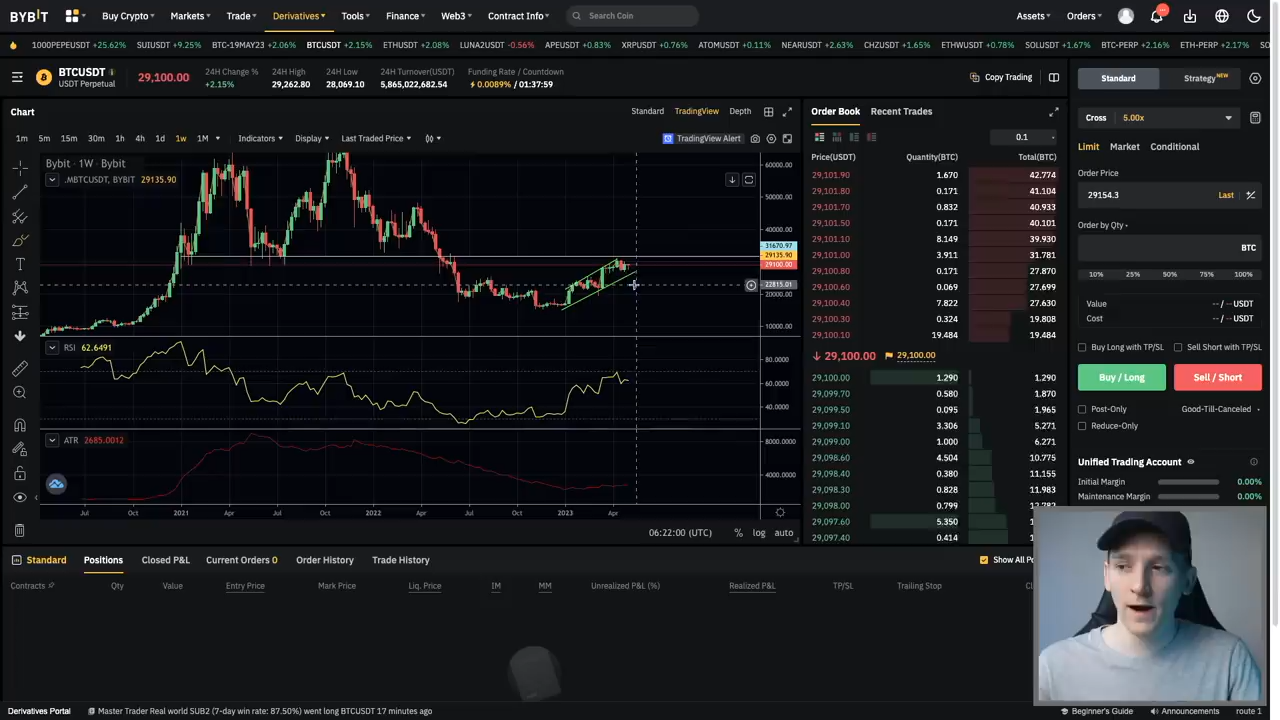 BYBIT Buy Crypto Markets Trade Derivatives Tools Finance Web3 Contract Info Search Coin Assets Orders
1000PEPEUSDT +25.62% SUIUSDT +9.25% BTC-19MAY23 +2.06% BTCUSDT +2.15% ETHUSDT +2.08% LUNA2USDT -0.56% APEUSDT +0.83% XRPUSDT +0.76% ATOMUSDT +0.11% NEARUSDT +2.63% CHZUSDT +1.65% ETHWUSDT +0.78% SOLUSDT +1.67% BTC-PERP +2.16% ETH-PERP +2.17%
BTCUSDT
USDT Perpetual
29,100.00
24H Change %
+2.15%
24H High
29,262.80
24H Low
28,069.10
24H Turnover(USDT)
5,865,022,682.54
Funding Rate / Countdown
0.0089% / 01:37:59
Copy Trading
Standard Strategy NEW
Chart Standard TradingView Depth
1m 5m 15m 30m 1h 4h 1d 1w 1M Indicators Display Last Traded Price TradingView Alert
Bybit · 1W · Bybit
.MBTCUSDT, BYBIT 29135.90
60000.00
50000.00
40000.00
31670.97
29135.90
29100.00
22815.01
20000.00
10000.00
RSI 62.6491
80.0000
60.0000
40.0000
ATR 2685.0012
8000.0000
4000.0000
Jul Oct 2021 Apr Jul Oct 2022 Apr Jul Oct 2023 Apr
06:22:00 (UTC) % log auto
Order Book Recent Trades
0.1
Price(USDT) Quantity(BTC) Total(BTC)
29,101.90 1.670 42.774
29,101.80 0.171 41.104
29,101.70 0.832 40.933
29,101.50 0.171 40.101
29,101.10 8.149 39.930
29,101.00 3.911 31.781
29,100.80 0.171 27.870
29,100.60 0.069 27.699
29,100.40 7.822 27.630
29,100.30 0.324 19.808
29,100.10 19.484 19.484
29,100.00 29,100.00
29,100.00 1.290 1.290
29,099.70 0.580 1.870
29,099.50 0.095 1.965
29,099.10 3.306 5.271
29,099.00 1.000 6.271
29,098.60 4.504 10.775
29,098.40 0.380 11.155
29,098.30 0.828 11.983
29,098.00 0.799 12.782
29,097.60 5.350
29,097.40 0.414
Cross 5.00x
Limit Market Conditional
Order Price
29154.3 Last
Order by Qty
BTC
10% 25% 50% 75% 100%
Value -- / -- USDT
Cost -- / -- USDT
Buy Long with TP/SL Sell Short with TP/SL
Buy / Long Sell / Short
Post-Only Good-Till-Canceled
Reduce-Only
Unified Trading Account
Initial Margin 0.00%
Maintenance Margin 0.00%
Standard Positions Closed P&L Current Orders 0 Order History Trade History Show All
Contracts Qty Value Entry Price Mark Price Liq. Price IM MM Unrealized P&L (%) Realized P&L TP/SL Trailing Stop
Derivatives Portal Master Trader Real world SUB2 (7-day win rate: 87.50%) went long BTCUSDT 17 minutes ago Beginner's Guide Announcements route 1